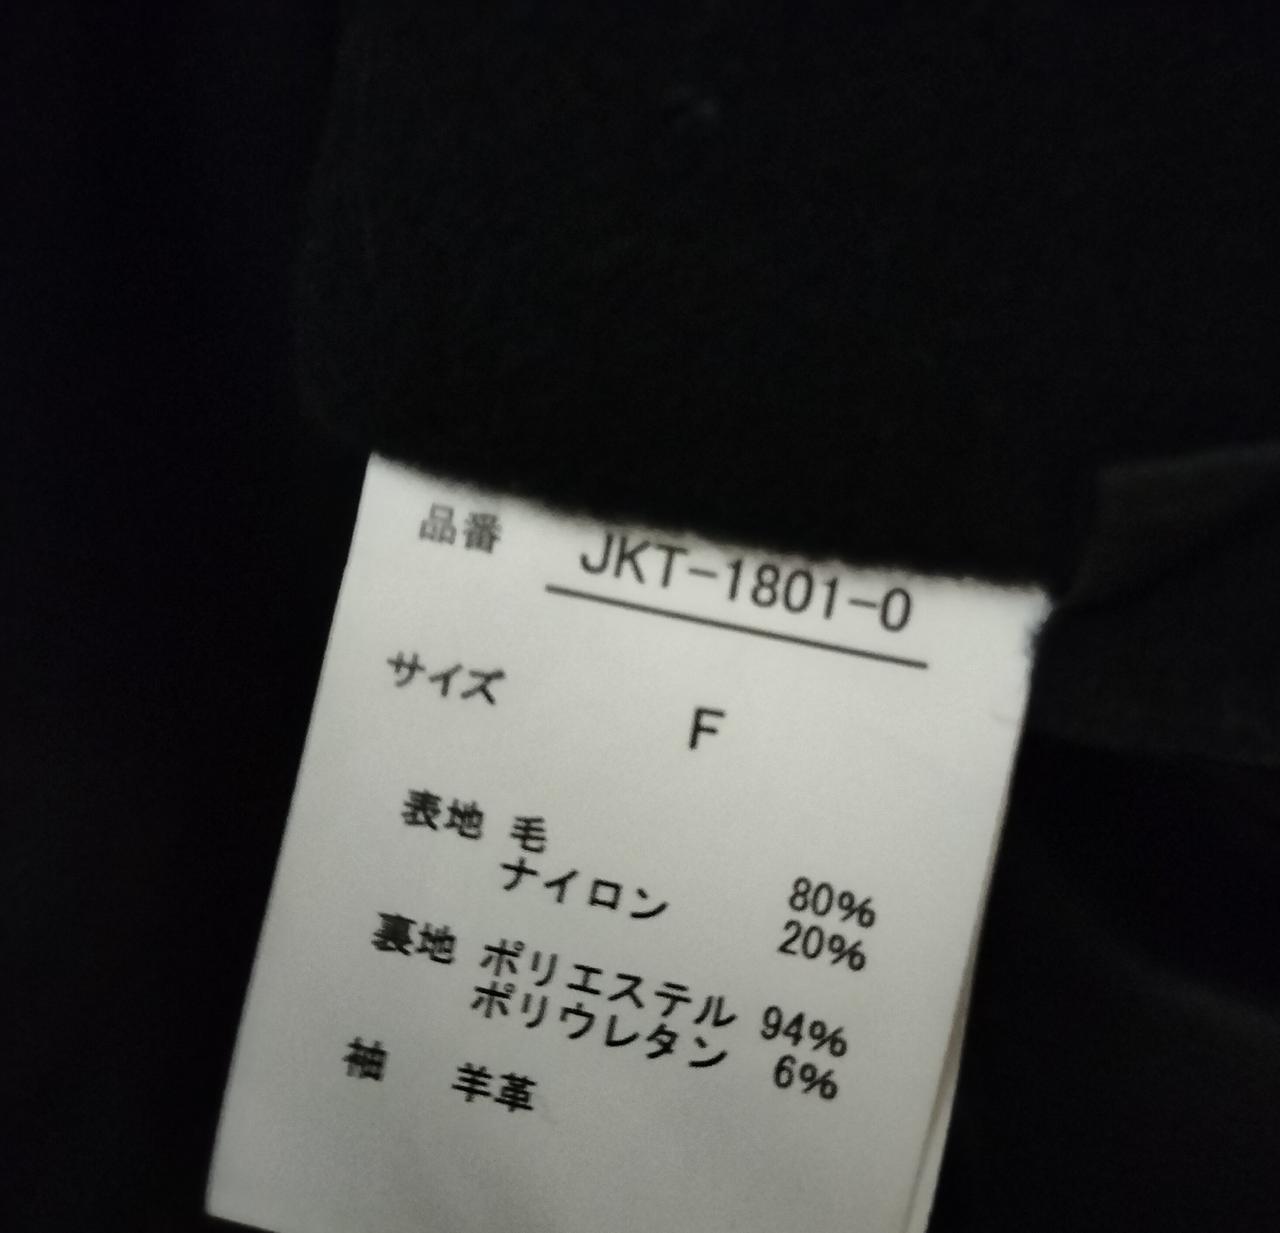 品番 JKT-1801-0
サイズ F
表地 毛 80%
ナイロン 20%
裏地 ポリエステル 94%
ポリウレタン 6%
袖 羊革